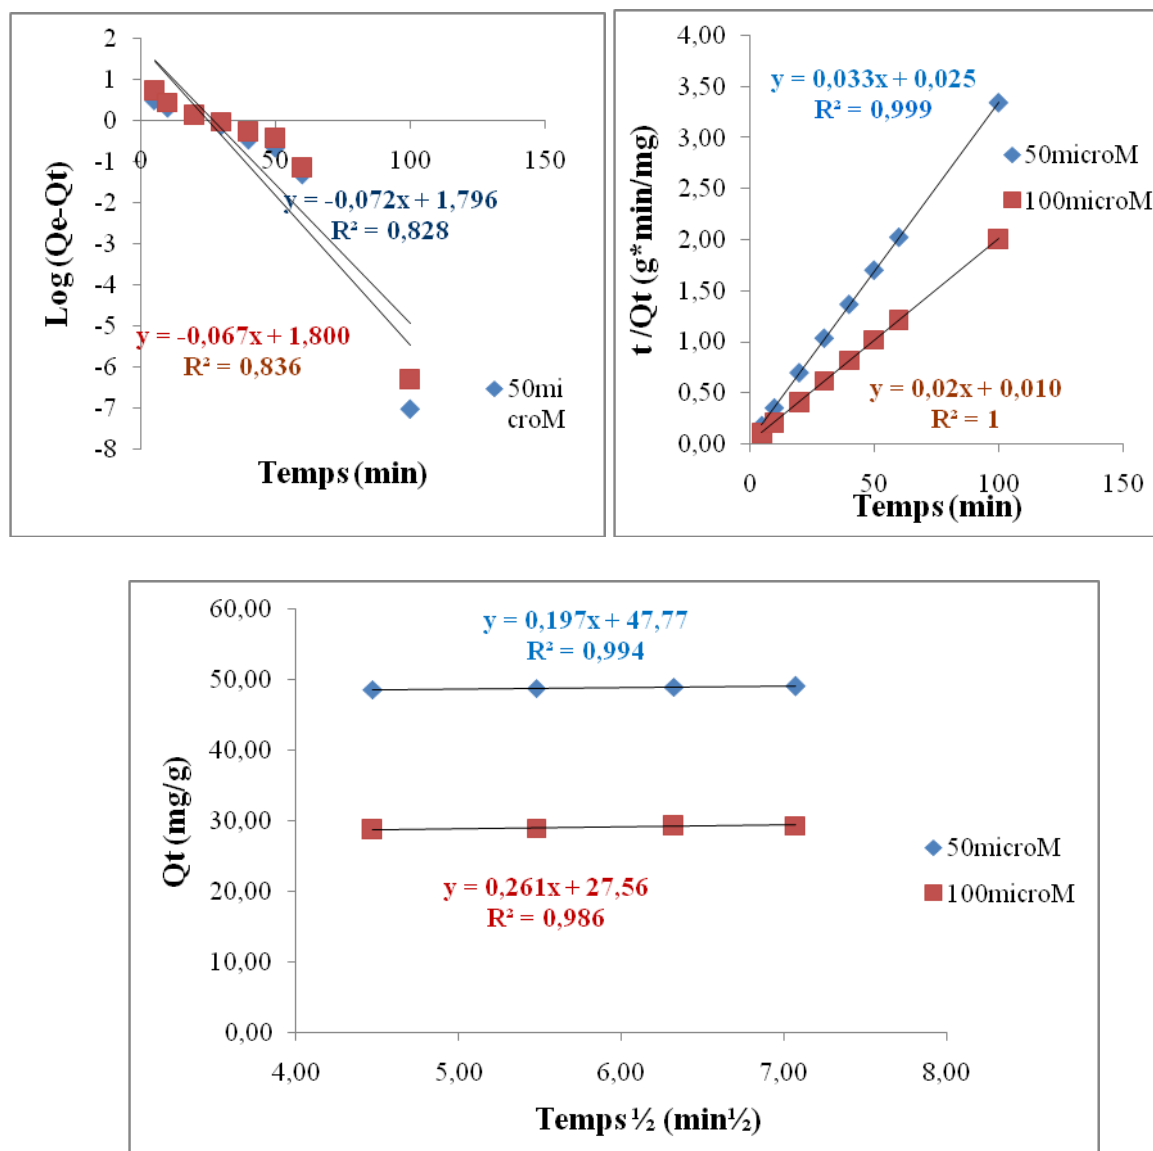 2
1
0
-1
-2
-3
-4
-5
-6
-7
-8
0
50
100
150
Log (Qe-Qt)
Temps (min)
y = -0,072x + 1,796
R² = 0,828
y = -0,067x + 1,800
R² = 0,836
50mi
croM
4,00
3,50
3,00
2,50
2,00
1,50
1,00
0,50
0,00
0
50
100
150
t /Qt (g*min/mg)
Temps (min)
y = 0,033x + 0,025
R² = 0,999
50microM
100microM
y = 0,02x + 0,010
R² = 1
60,00
50,00
40,00
30,00
20,00
10,00
0,00
4,00
5,00
6,00
7,00
8,00
Qt (mg/g)
Temps ½ (min½)
y = 0,197x + 47,77
R² = 0,994
y = 0,261x + 27,56
R² = 0,986
50microM
100microM